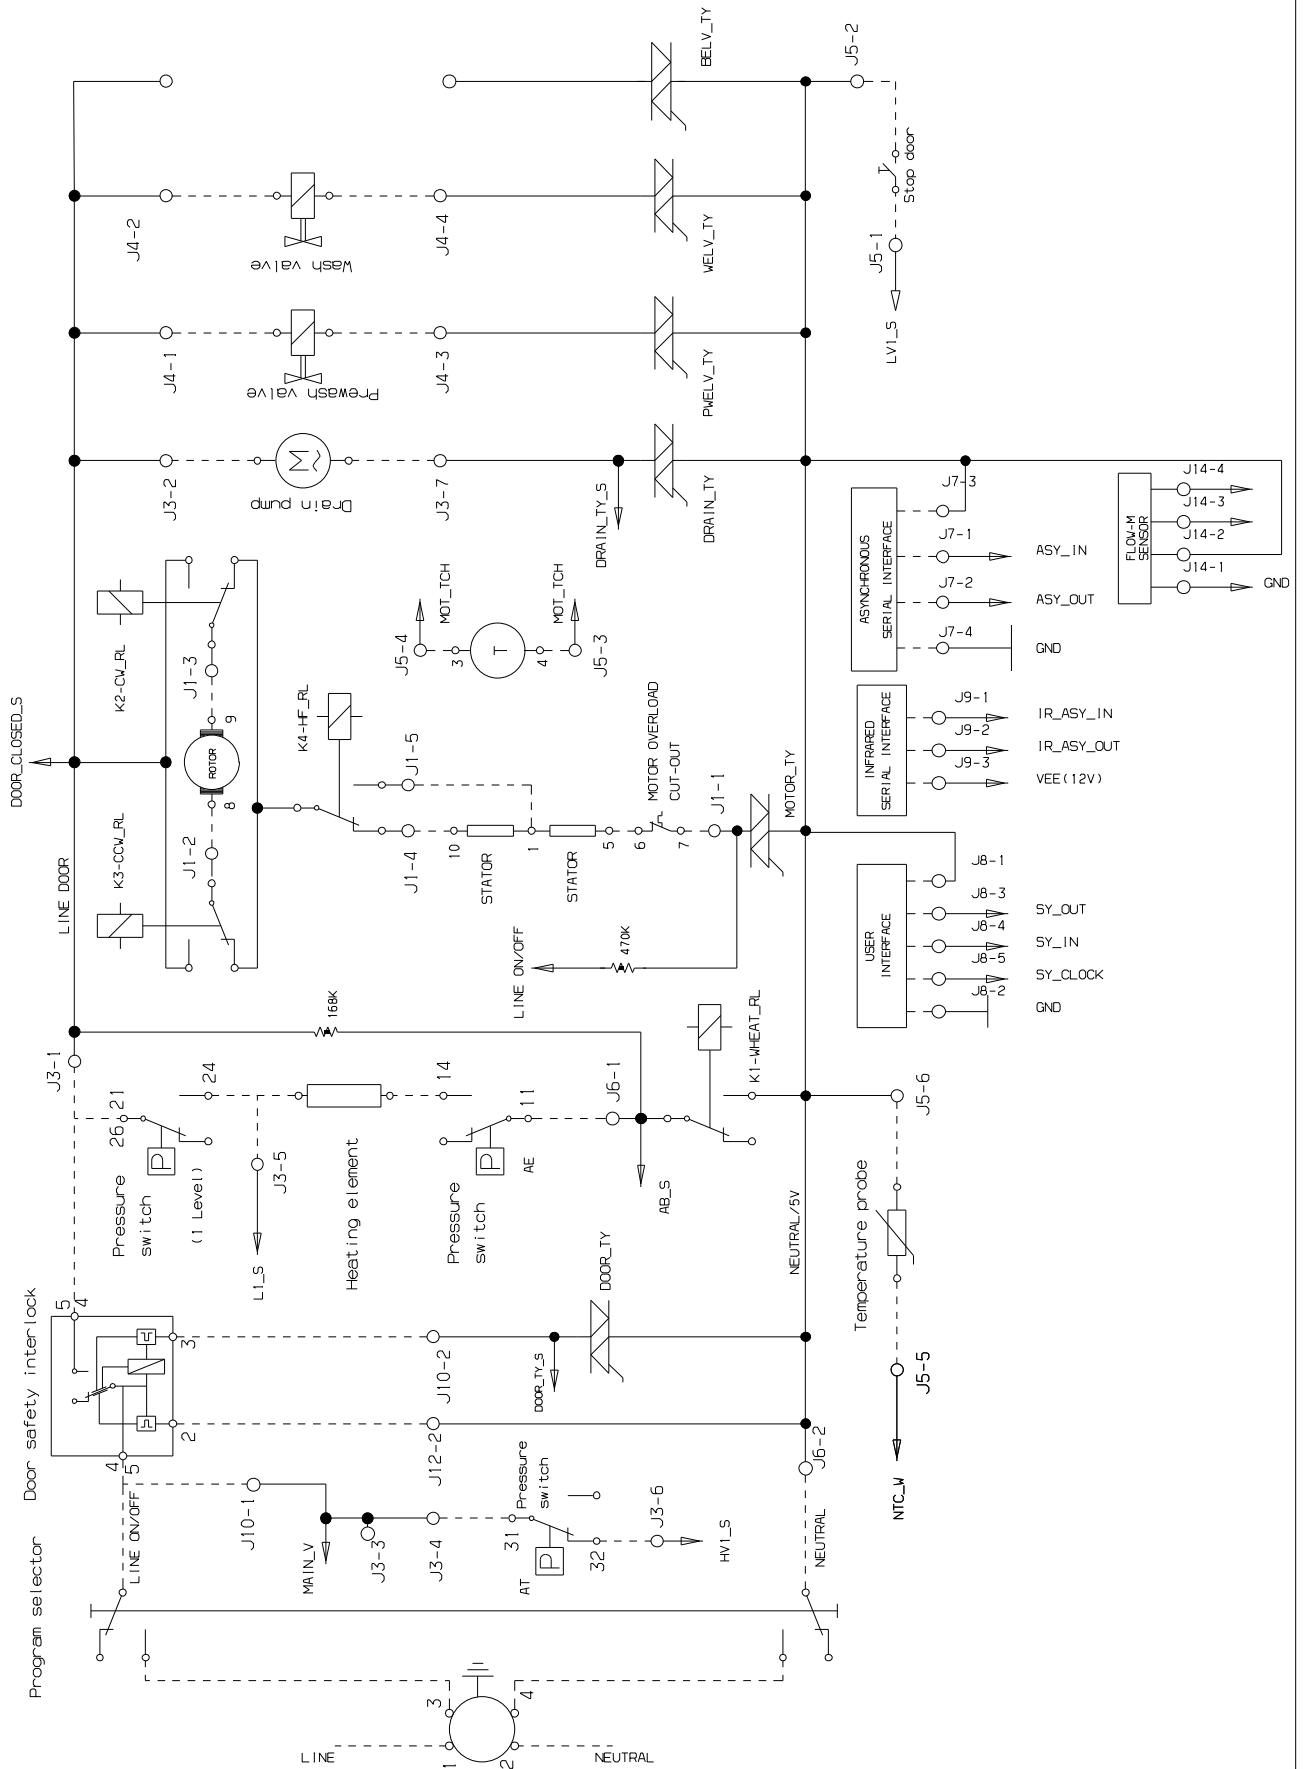 Program selector
Door safety interlock
LINE
NEUTRAL
1
2
3
4
LINE ON/OFF
4
5
5
4
2
3
J10-1
MAIN_V
J3-3
J3-4
J12-2
J10-2
DOOR_TY_S
DOOR_TY
31
Pressure
switch
AT
32
J3-6
HV1_S
NEUTRAL
J6-2
NEUTRAL/5V
J3-1
26
21
24
Pressure
switch
(1 Level)
P
J3-5
L1_S
Heating element
14
Pressure
switch
P
11
AE
J6-1
AB_S
P
168K
K1-WHEAT_RL
LINE DOOR
DOOR_CLOSED_S
K3-CCW_RL
K2-CW_RL
J1-2
J1-3
8
9
ROTOR
K4-HF_RL
J1-5
J1-4
10
STATOR
1
STATOR
5
6
7
MOTOR OVERLOAD
CUT-OUT
J1-1
MOTOR_TY
LINE ON/OFF
470K
J5-4
MOT_TCH
3
T
4
MOT_TCH
J5-3
J3-2
M
Drain pump
J3-7
DRAIN_TY_S
DRAIN_TY
J4-1
Prewash valve
J4-3
PWELV_TY
J4-2
Wash valve
J4-4
WELV_TY
BELV_TY
J5-2
Stop door
J5-1
LV1_S
J5-6
Temperature probe
J5-5
NTC_W
USER
INTERFACE
J8-1
J8-3
SY_OUT
J8-4
SY_IN
J8-5
SY_CLOCK
J8-2
GND
INFRARED
SERIAL INTERFACE
J9-1
IR_ASY_IN
J9-2
IR_ASY_OUT
J9-3
VEE(12V)
ASYNCHRONOUS
SERIAL INTERFACE
J7-3
J7-1
ASY_IN
J7-2
ASY_OUT
J7-4
GND
FLOW-M
SENSOR
J14-4
J14-3
J14-2
J14-1
GND